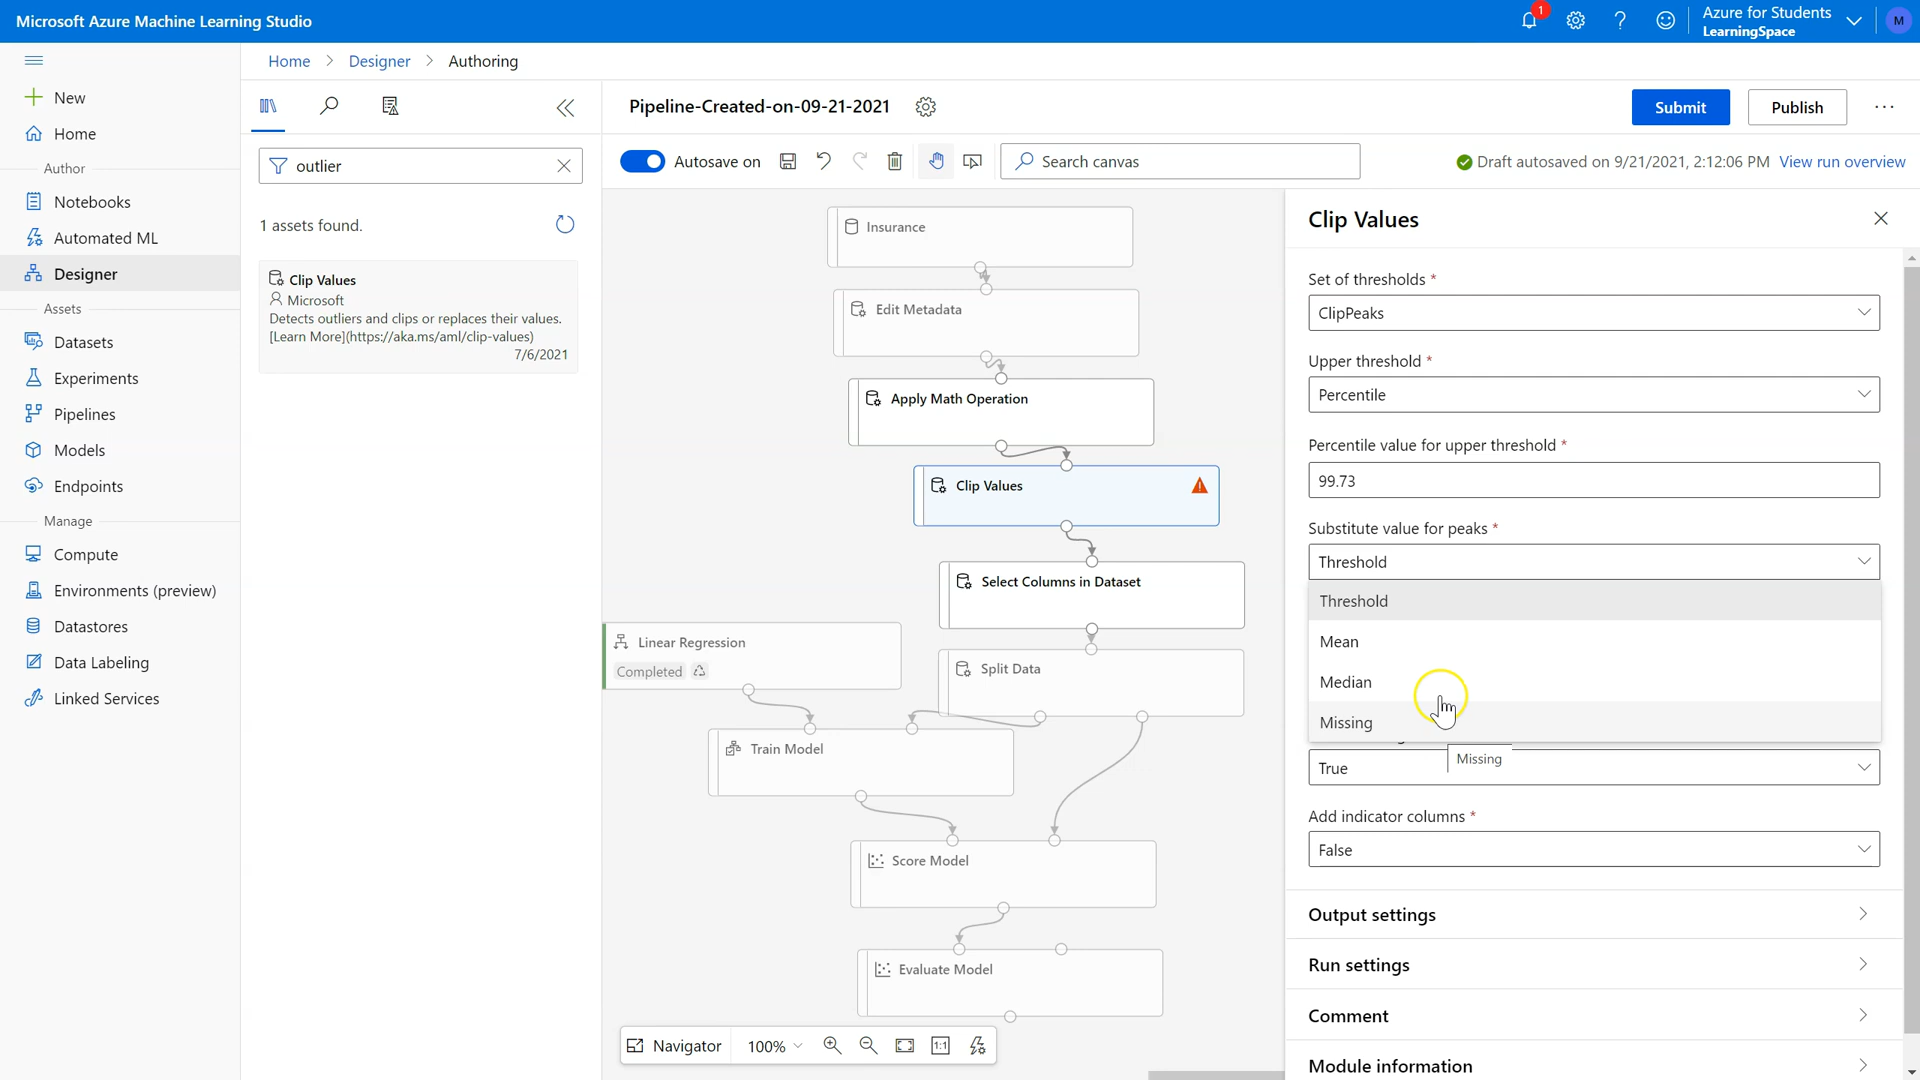 Microsoft Azure Machine Learning Studio
1
Azure for Students
LearningSpace
M
New
Home
Author
Notebooks
Automated ML
Designer
Assets
Datasets
Experiments
Pipelines
Models
Endpoints
Manage
Compute
Environments (preview)
Datastores
Data Labeling
Linked Services
Home > Designer > Authoring
outlier
1 assets found.
Clip Values
Microsoft
Detects outliers and clips or replaces their values.
[Learn More](https://aka.ms/aml/clip-values)
7/6/2021
Pipeline-Created-on-09-21-2021
Submit
Publish
Autosave on
Search canvas
Draft autosaved on 9/21/2021, 2:12:06 PM View run overview
Insurance
Edit Metadata
Apply Math Operation
Clip Values
Select Columns in Dataset
Linear Regression
Completed
Split Data
Train Model
Score Model
Evaluate Model
Navigator
100%
1:1
Clip Values
Set of thresholds *
ClipPeaks
Upper threshold *
Percentile
Percentile value for upper threshold *
99.73
Substitute value for peaks *
Threshold
Threshold
Mean
Median
Missing
Missing
True
Add indicator columns *
False
Output settings
Run settings
Comment
Module information